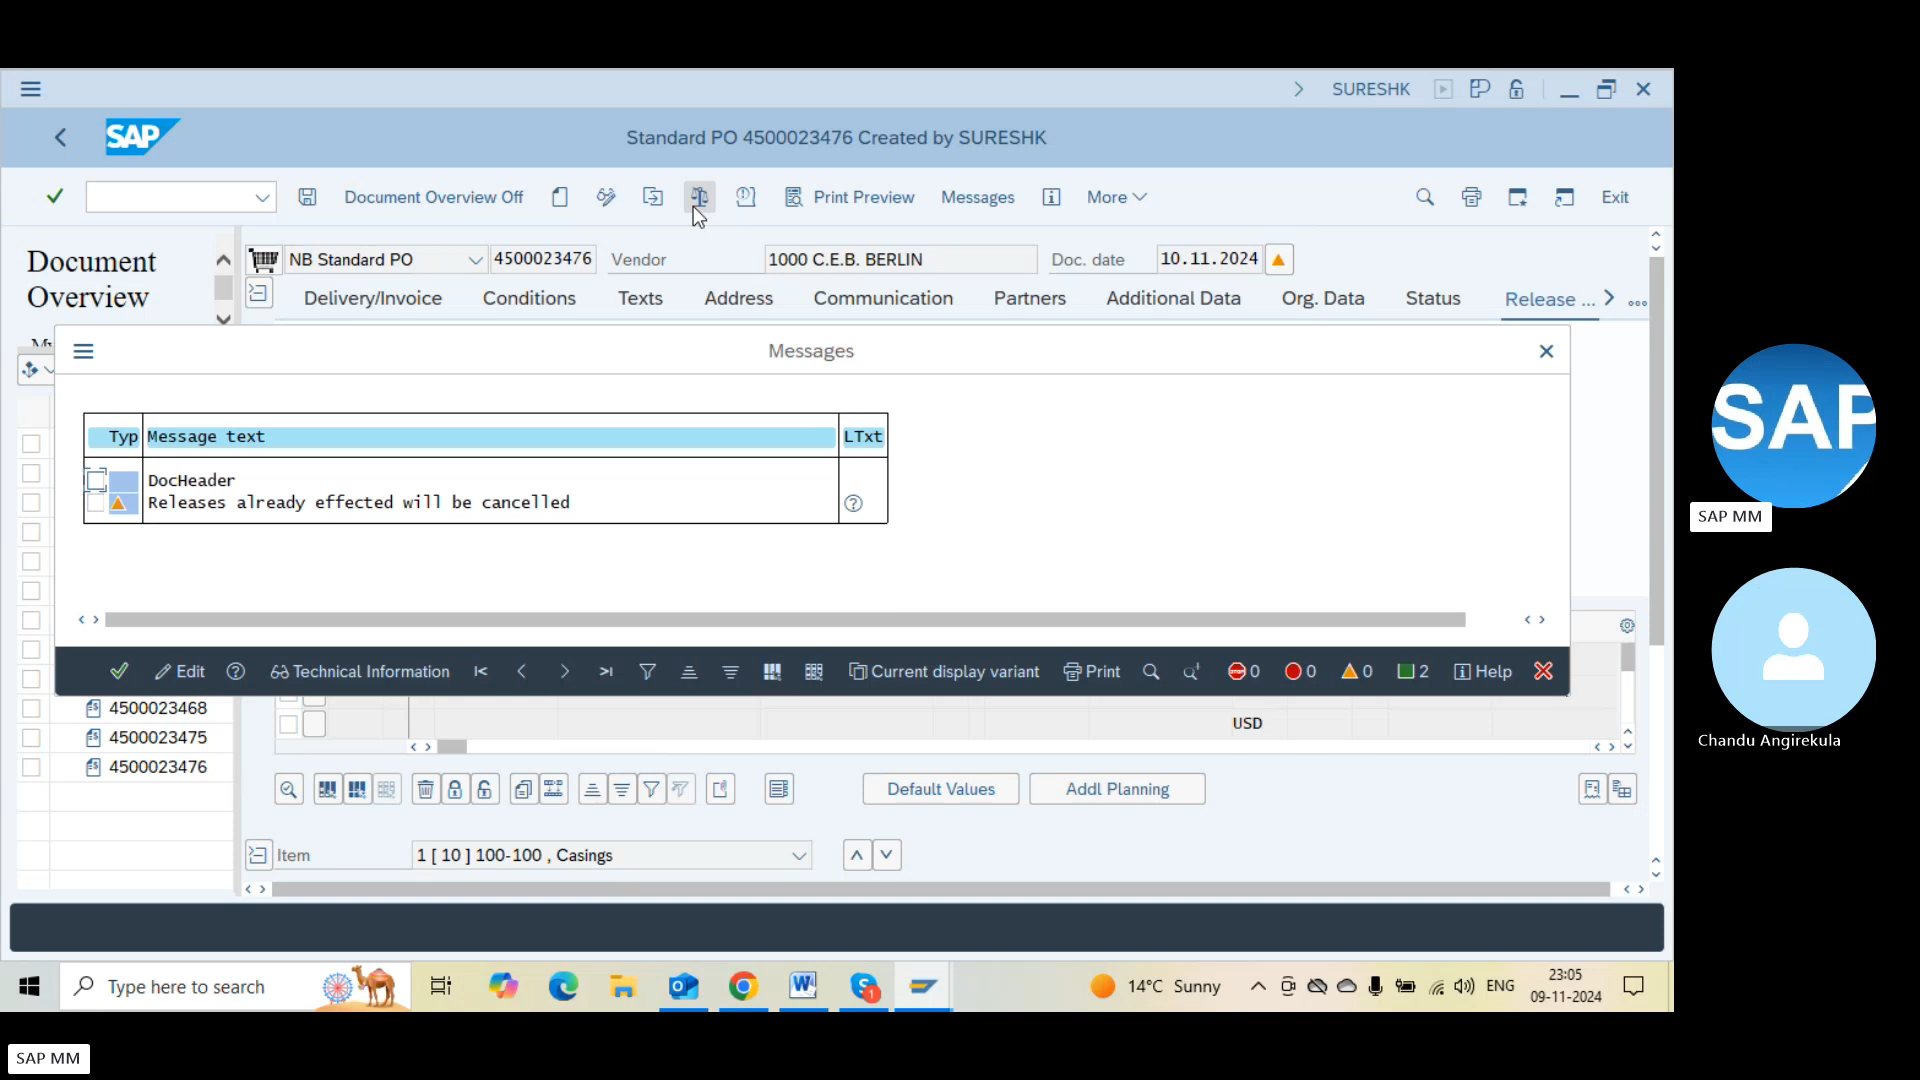 SURESHK
SAP
Standard PO 4500023476 Created by SURESHK
Document Overview Off
Print Preview
Messages
More
Exit
Document
Overview
NB Standard PO
4500023476
Vendor
1000 C.E.B. BERLIN
Doc. date
10.11.2024
Delivery/Invoice
Conditions
Texts
Address
Communication
Partners
Additional Data
Org. Data
Status
Release ...
Messages
Typ
Message text
LTxt
DocHeader
Releases already effected will be cancelled
Edit
Technical Information
Current display variant
Print
0
0
0
2
Help
4500023468
4500023475
4500023476
USD
Default Values
Addl Planning
Item
1 [ 10 ] 100-100 , Casings
Type here to search
14°C Sunny
ENG
23:05
09-11-2024
SAP
SAP MM
Chandu Angirekula
SAP MM